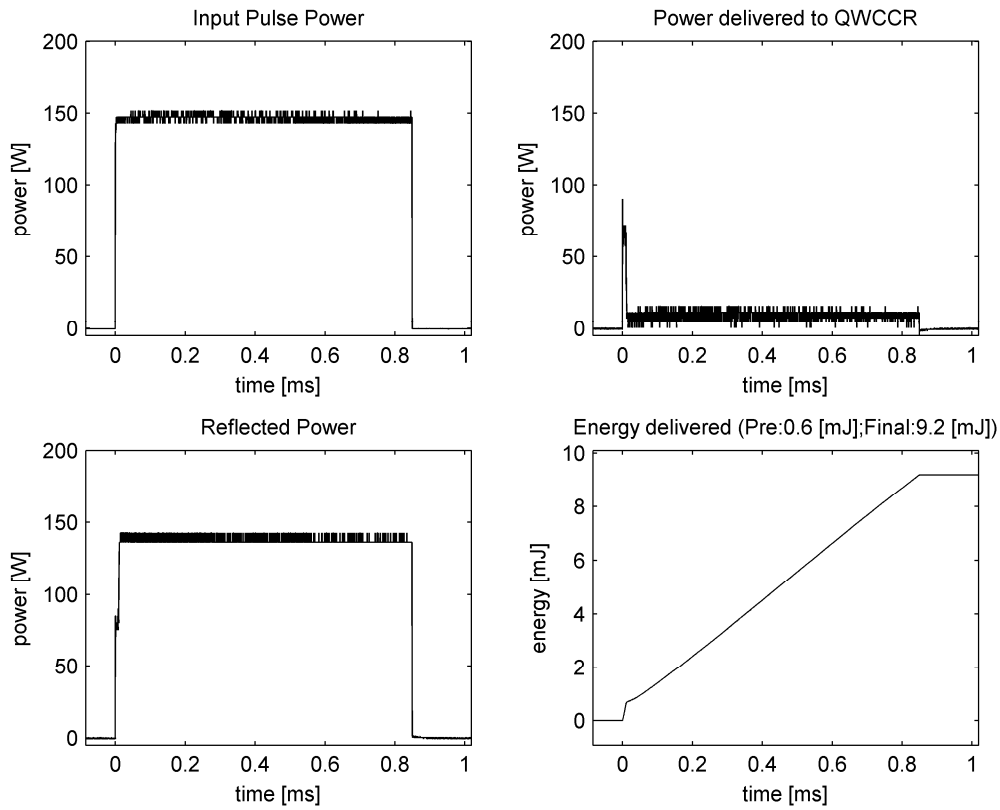 Input Pulse Power
200
150
100
50
0
power [W]
0 0.2 0.4 0.6 0.8 1
time [ms]
Power delivered to QWCCR
200
150
100
50
0
power [W]
0 0.2 0.4 0.6 0.8 1
time [ms]
Reflected Power
200
150
100
50
0
power [W]
0 0.2 0.4 0.6 0.8 1
time [ms]
Energy delivered (Pre:0.6 [mJ];Final:9.2 [mJ])
10
8
6
4
2
0
energy [mJ]
0 0.2 0.4 0.6 0.8 1
time [ms]